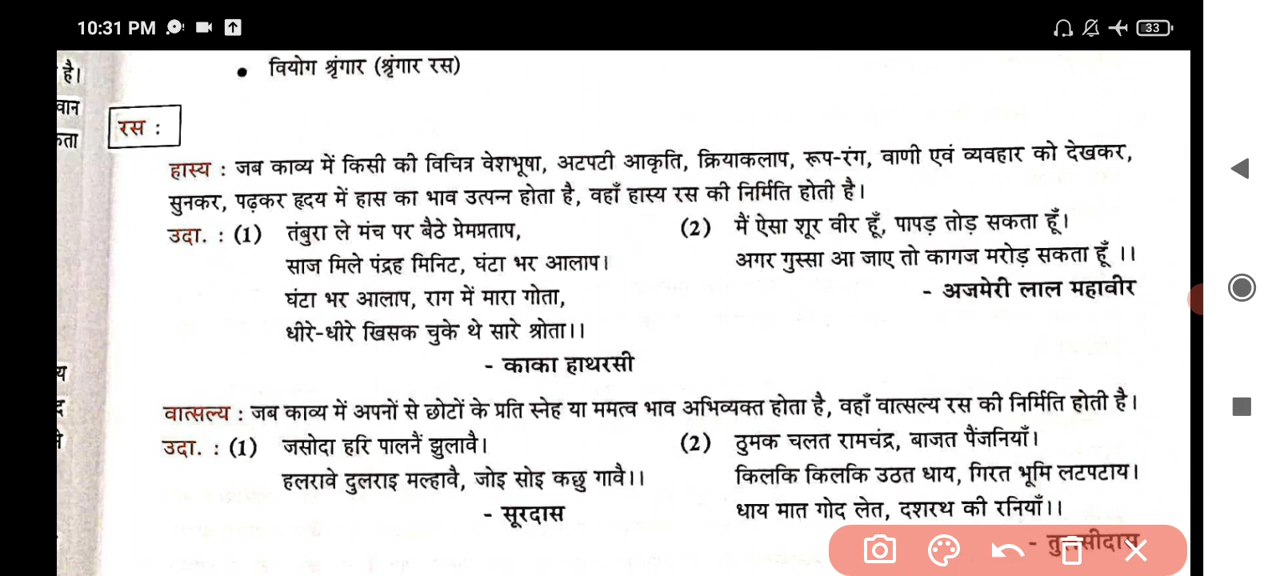 10:31 PM
33
है।
वान
• वियोग श्रृंगार (श्रृंगार रस)
रस :
हास्य : जब काव्य में किसी की विचित्र वेशभूषा, अटपटी आकृति, क्रियाकलाप, रूप-रंग, वाणी एवं व्यवहार को देखकर,
सुनकर, पढ़कर हृदय में हास का भाव उत्पन्न होता है, वहाँ हास्य रस की निर्मिति होती है।
उदा. : (1) तंबुरा ले मंच पर बैठे प्रेमप्रताप,
साज मिले पंद्रह मिनिट, घंटा भर आलाप।
घंटा भर आलाप, राग में मारा गोता,
धीरे-धीरे खिसक चुके थे सारे श्रोता।।
- काका हाथरसी
(2) मैं ऐसा शूर वीर हूँ, पापड़ तोड़ सकता हूँ।
अगर गुस्सा आ जाए तो कागज मरोड़ सकता हूँ ।।
- अजमेरी लाल महावीर
वात्सल्य : जब काव्य में अपनों से छोटों के प्रति स्नेह या ममत्व भाव अभिव्यक्त होता है, वहाँ वात्सल्य रस की निर्मिति होती है।
उदा. : (1) जसोदा हरि पालनैं झुलावै।
हलरावे दुलराइ मल्हावै, जोइ सोइ कछु गावै।।
- सूरदास
(2) ठुमक चलत रामचंद्र, बाजत पैंजनियाँ।
किलकि किलकि उठत धाय, गिरत भूमि लटपटाय।
धाय मात गोद लेत, दशरथ की रनियाँ।।